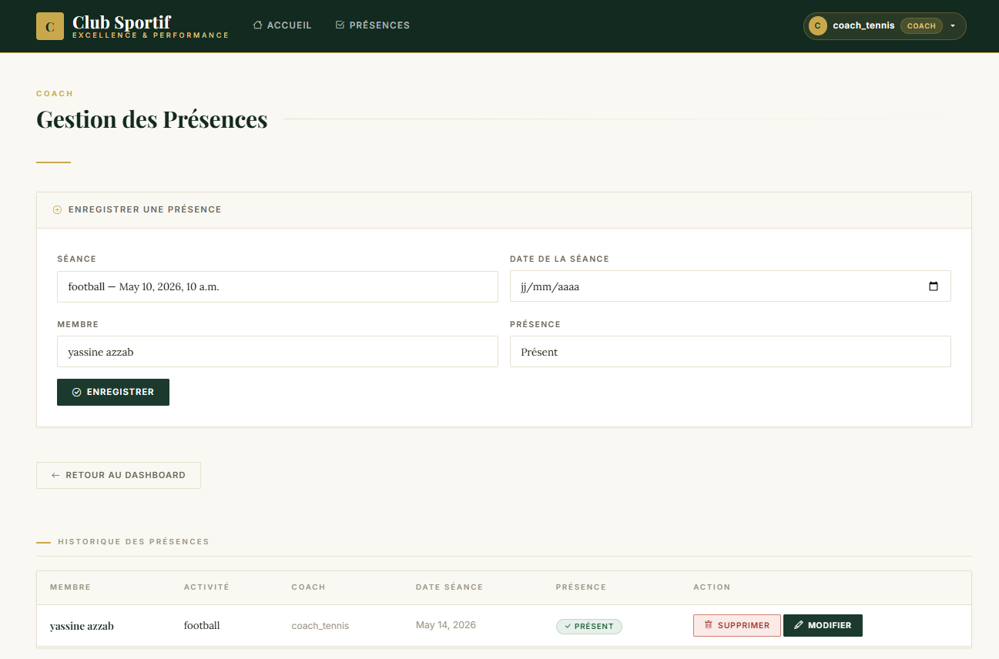 C
Club Sportif
EXCELLENCE & PERFORMANCE
ACCUEIL
PRÉSENCES
C
coach_tennis
COACH
COACH
Gestion des Présences
ENREGISTRER UNE PRÉSENCE
SÉANCE
DATE DE LA SÉANCE
football — May 10, 2026, 10 a.m.
jj/mm/aaaa
MEMBRE
PRÉSENCE
yassine azzab
Présent
ENREGISTRER
← RETOUR AU DASHBOARD
HISTORIQUE DES PRÉSENCES
MEMBRE ACTIVITÉ COACH DATE SÉANCE PRÉSENCE ACTION
yassine azzab football coach_tennis May 14, 2026 ✓ PRÉSENT SUPPRIMER MODIFIER